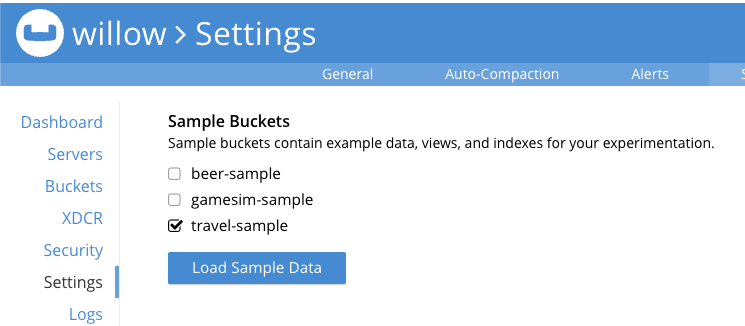 willow > Settings
General Auto-Compaction Alerts
Dashboard
Servers
Buckets
XDCR
Security
Settings
Logs
Sample Buckets
Sample buckets contain example data, views, and indexes for your experimentation.
beer-sample
gamesim-sample
travel-sample
Load Sample Data